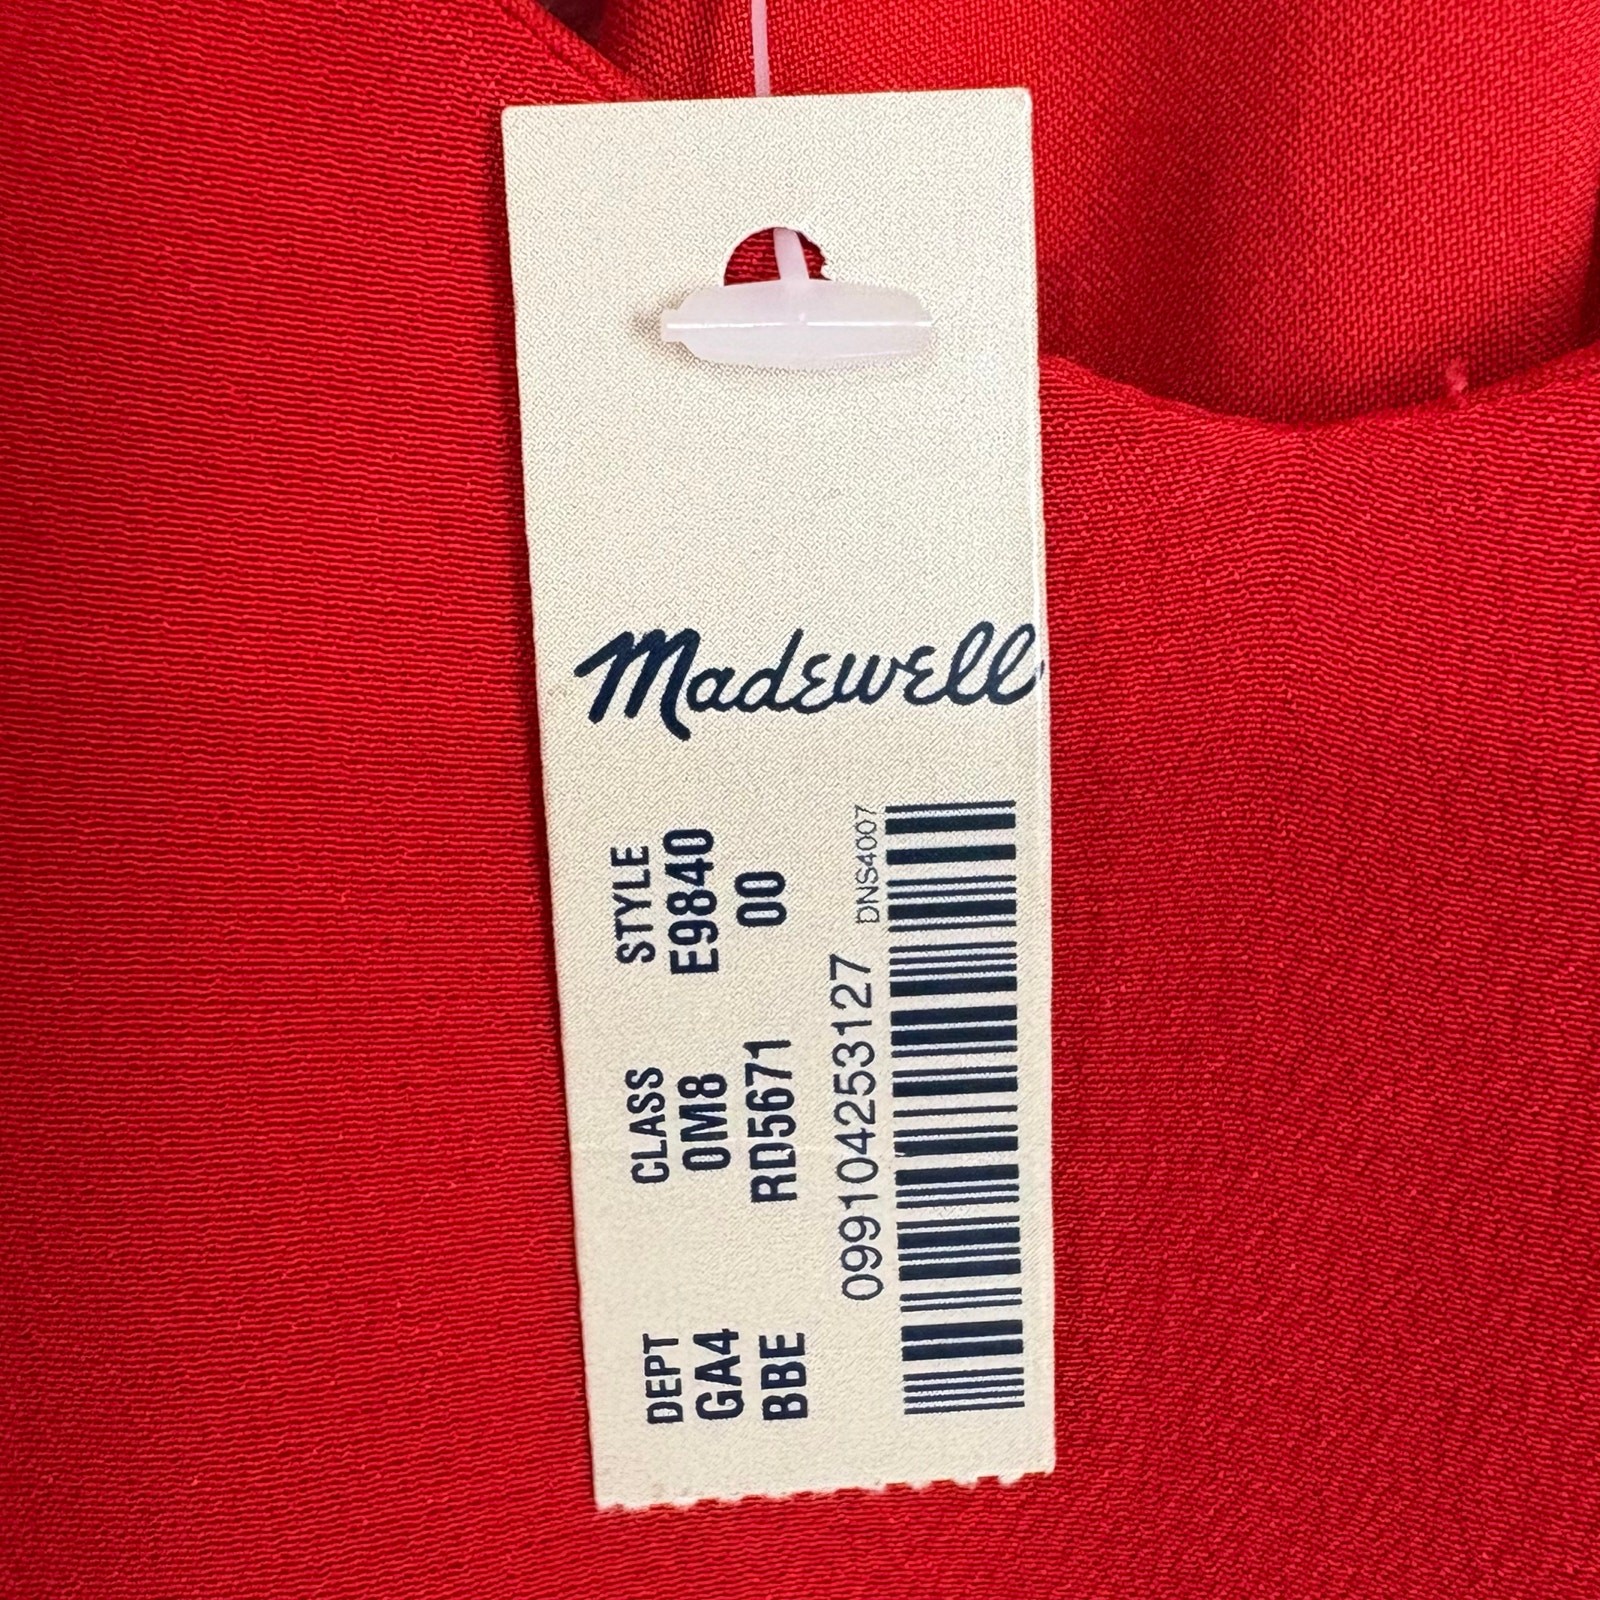 Madewell
DEPT CLASS STYLE
GA4 0M8 E9840
BBE RD5671 00
099104253127 DNS4007